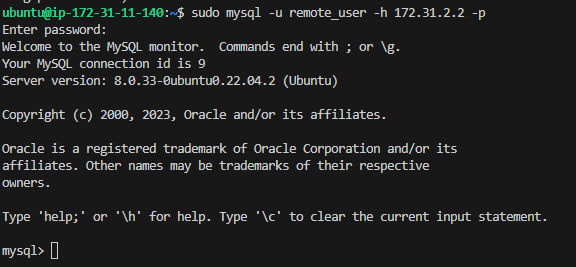 ubuntu@ip-172-31-11-140:~$ sudo mysql -u remote_user -h 172.31.2.2 -p
Enter password:
Welcome to the MySQL monitor.  Commands end with ; or \g.
Your MySQL connection id is 9
Server version: 8.0.33-0ubuntu0.22.04.2 (Ubuntu)
Copyright (c) 2000, 2023, Oracle and/or its affiliates.
Oracle is a registered trademark of Oracle Corporation and/or its
affiliates. Other names may be trademarks of their respective
owners.
Type 'help;' or '\h' for help. Type '\c' to clear the current input statement.
mysql>